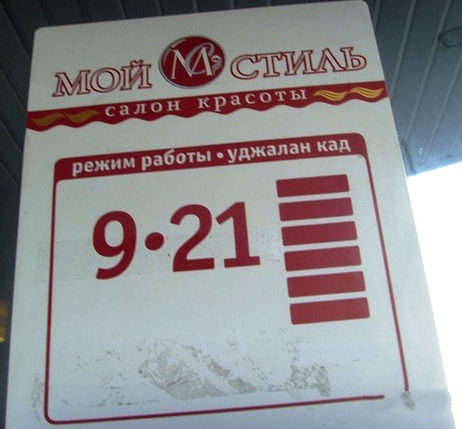 МОЙ М СТИЛЬ
салон красоты
режим работы • уджалан кад
9•21